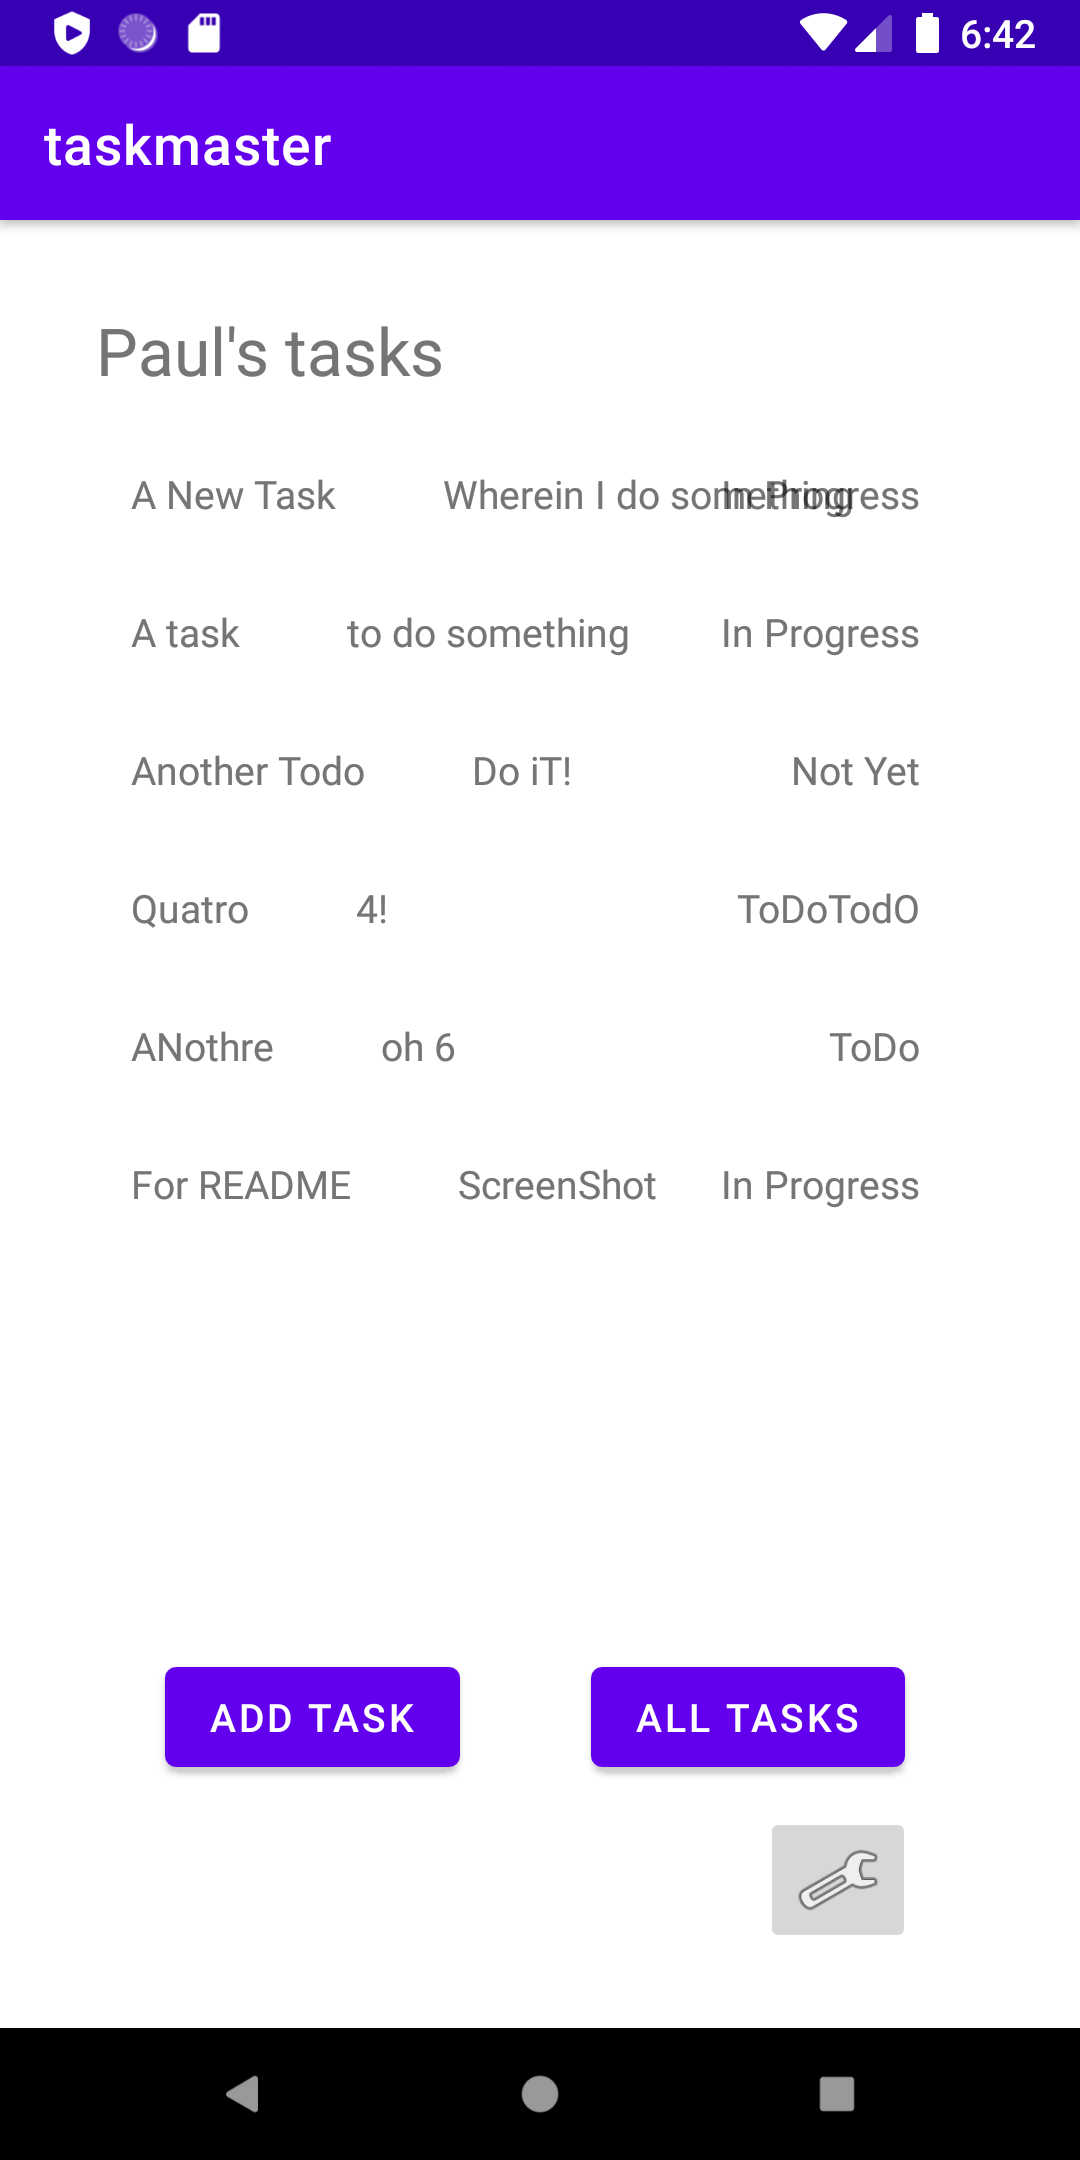 6:42
taskmaster
Paul's tasks
A New Task Wherein I do something In Progress
A task to do something In Progress
Another Todo Do iT! Not Yet
Quatro 4! ToDoTodO
ANothre oh 6 ToDo
For README ScreenShot In Progress
ADD TASK ALL TASKS